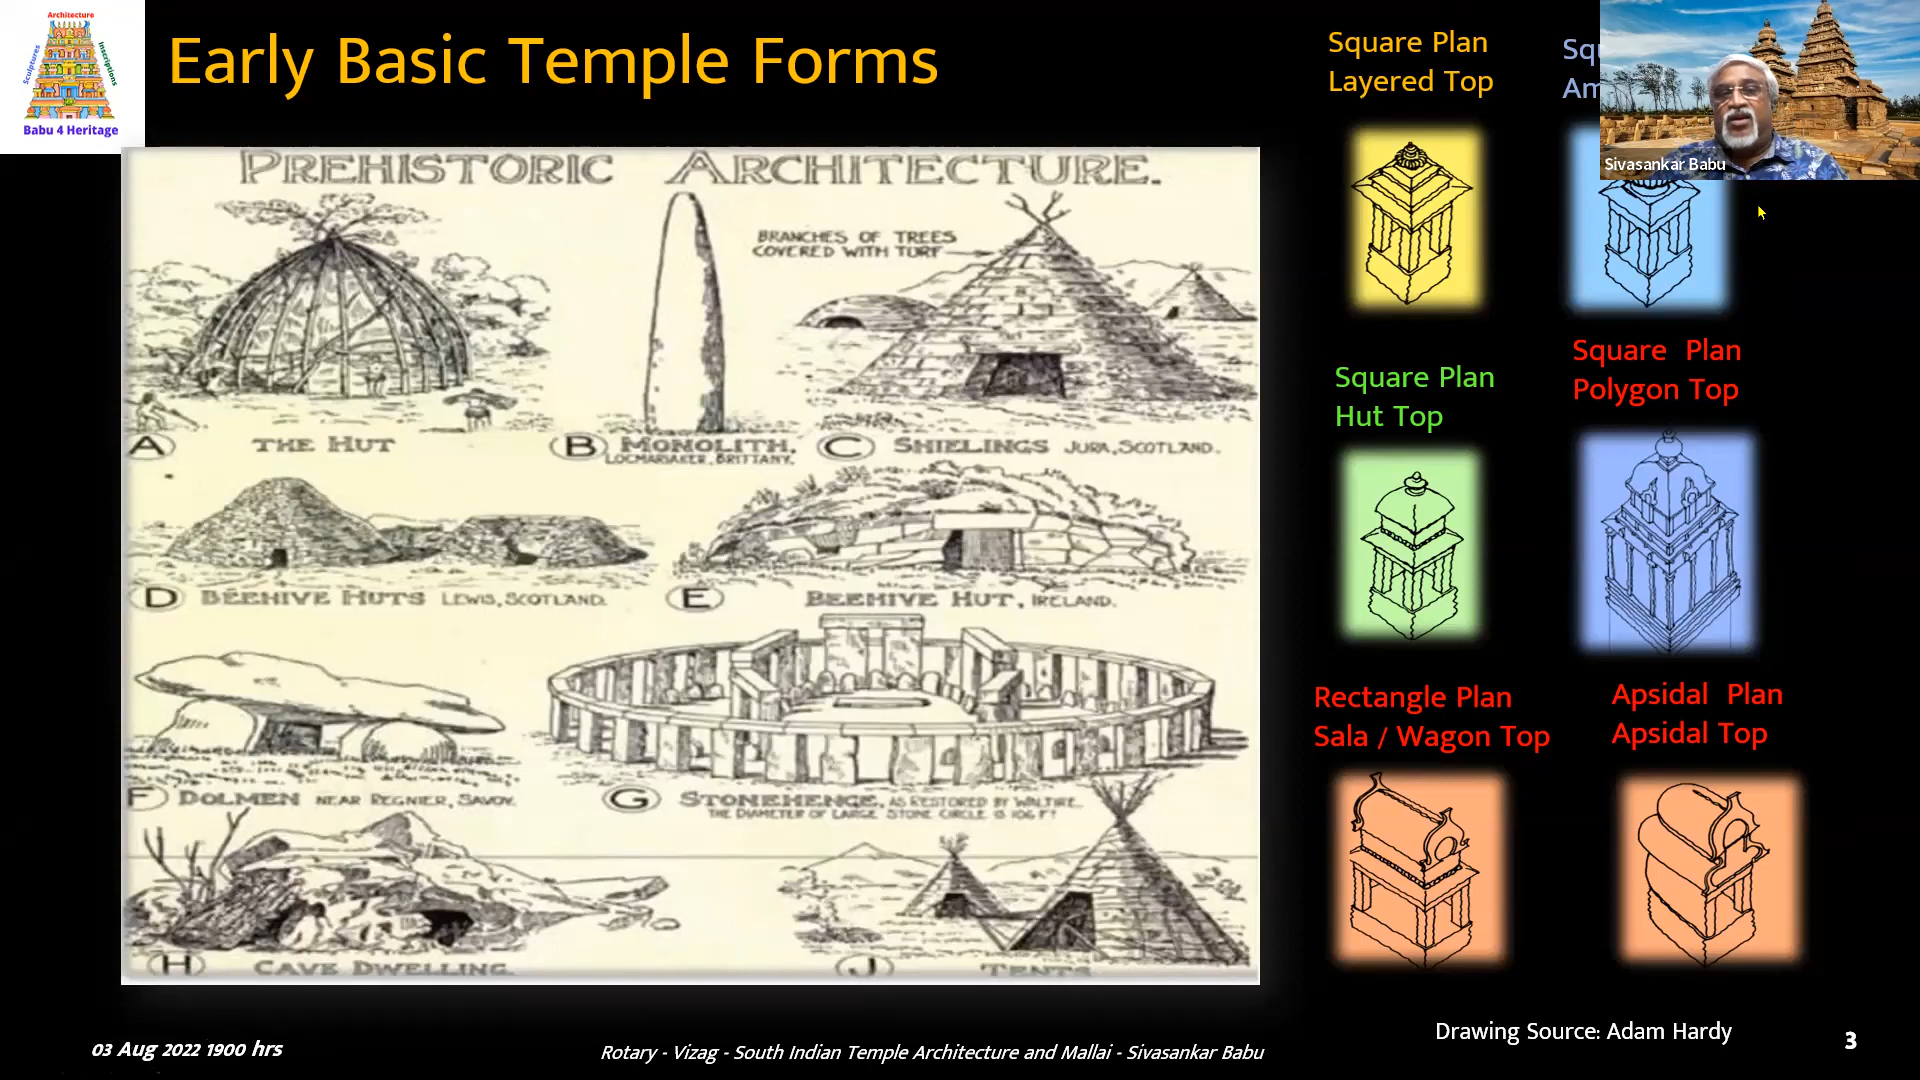 Architecture
Sculptures
Inscriptions
Babu 4 Heritage
Early Basic Temple Forms
PREHISTORIC ARCHITECTURE.
BRANCHES OF TREES
COVERED WITH TURF
A THE HUT
B MONOLITH,
LOCMARIAKER, BRITTANY.
C SHIELINGS JURA, SCOTLAND.
D BEEHIVE HUTS LEWIS, SCOTLAND.
E BEEHIVE HUT, IRELAND.
F DOLMEN NEAR REGNIER, SAVOY.
G STONEHENGE, AS RESTORED BY WALTIRE.
THE DIAMETER OF LARGE STONE CIRCLE IS 106 FT
H CAVE DWELLING.
J TENTS
Square Plan
Layered Top
Sivasankar Babu
Square Plan
Hut Top
Square Plan
Polygon Top
Rectangle Plan
Sala / Wagon Top
Apsidal Plan
Apsidal Top
Drawing Source: Adam Hardy
03 Aug 2022 1900 hrs
Rotary - Vizag - South Indian Temple Architecture and Mallai - Sivasankar Babu
3